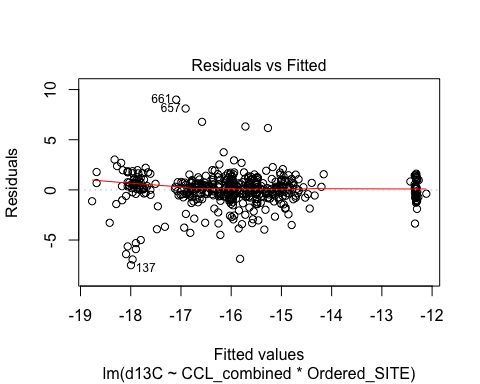 Residuals vs Fitted
Residuals
10
5
0
-5
661
657
137
-19 -18 -17 -16 -15 -14 -13 -12
Fitted values
lm(d13C ~ CCL_combined * Ordered_SITE)